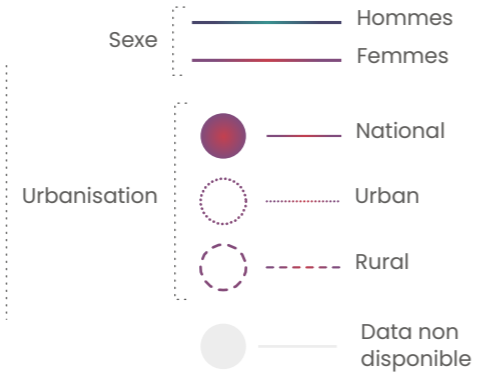 Sexe
Hommes
Femmes
Urbanisation
National
Urban
Rural
Data non
disponible